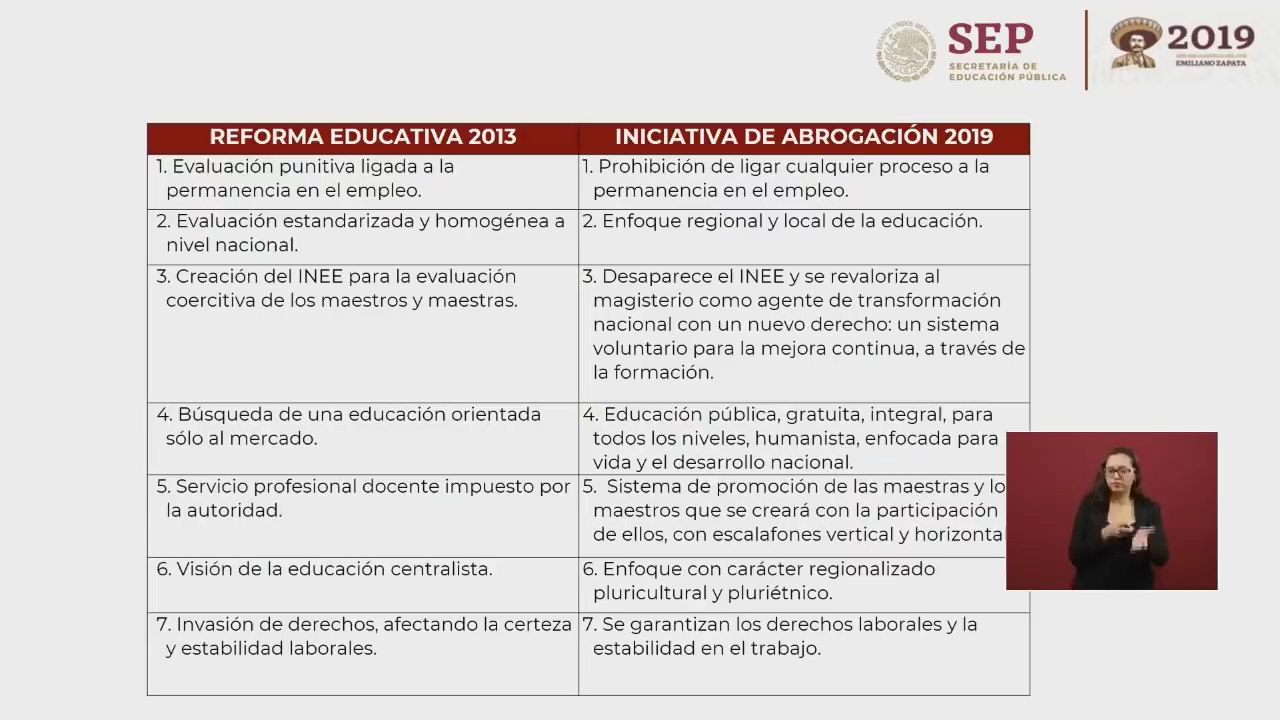 SEP
SECRETARÍA DE
EDUCACIÓN PÚBLICA
2019
EMILIANO ZAPATA
REFORMA EDUCATIVA 2013
INICIATIVA DE ABROGACIÓN 2019
1. Evaluación punitiva ligada a la
permanencia en el empleo.
1. Prohibición de ligar cualquier proceso a la
permanencia en el empleo.
2. Evaluación estandarizada y homogénea a
nivel nacional.
2. Enfoque regional y local de la educación.
3. Creación del INEE para la evaluación
coercitiva de los maestros y maestras.
3. Desaparece el INEE y se revaloriza al
magisterio como agente de transformación
nacional con un nuevo derecho: un sistema
voluntario para la mejora continua, a través de
la formación.
4. Búsqueda de una educación orientada
sólo al mercado.
4. Educación pública, gratuita, integral, para
todos los niveles, humanista, enfocada para
vida y el desarrollo nacional.
5. Servicio profesional docente impuesto por
la autoridad.
5. Sistema de promoción de las maestras y lo
maestros que se creará con la participación
de ellos, con escalafones vertical y horizonta
6. Visión de la educación centralista.
6. Enfoque con carácter regionalizado
pluricultural y pluriétnico.
7. Invasión de derechos, afectando la certeza
y estabilidad laborales.
7. Se garantizan los derechos laborales y la
estabilidad en el trabajo.